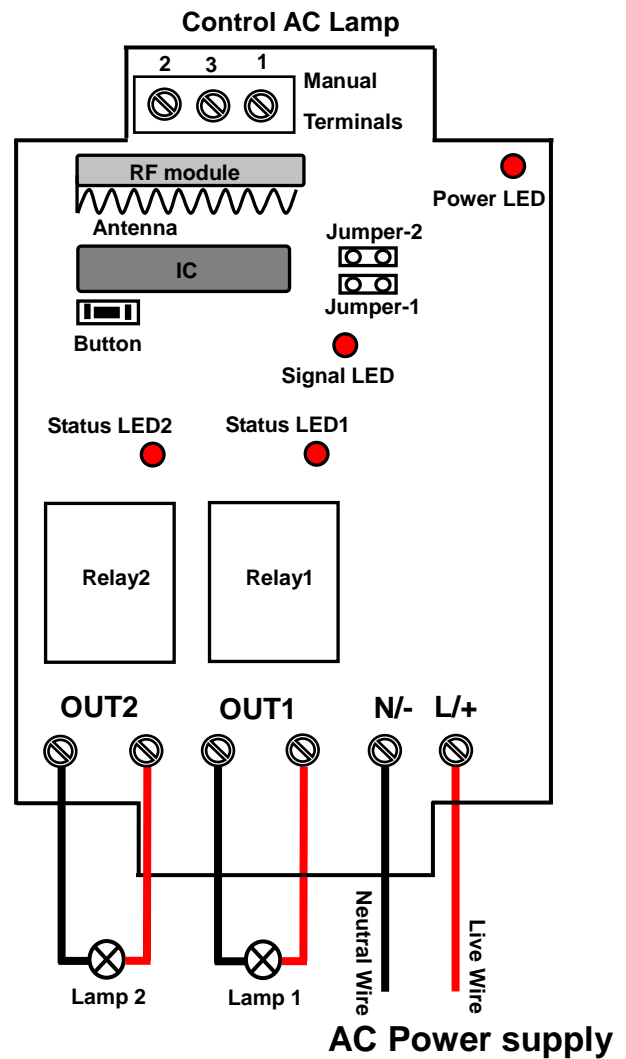 Control AC Lamp
2 3 1
Manual
Terminals
RF module
Power LED
Antenna
Jumper-2
IC
Jumper-1
Button
Signal LED
Status LED2 Status LED1
Relay2 Relay1
OUT2 OUT1 N/- L/+
Neutral Wire
Live Wire
Lamp 2 Lamp 1
AC Power supply